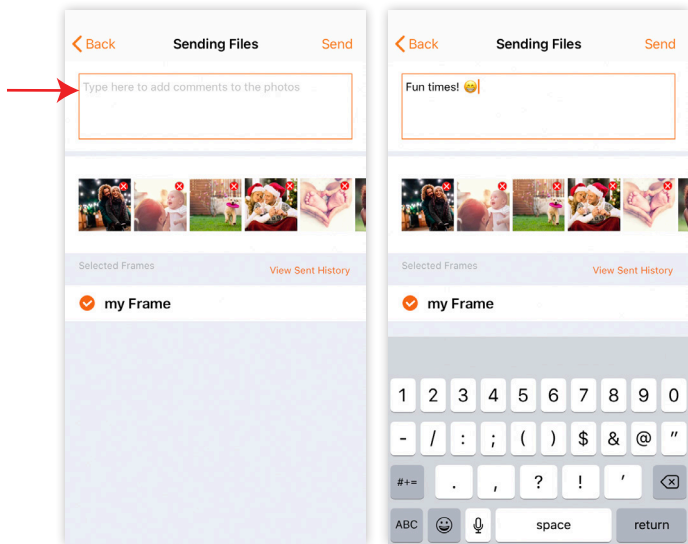 Back Sending Files Send
Type here to add comments to the photos
Selected Frames View Sent History
my Frame
Back Sending Files Send
Fun times! 😁
Selected Frames View Sent History
my Frame
1 2 3 4 5 6 7 8 9 0
- / : ; ( ) $ & @ "
#+= . , ? ! ’
ABC space return